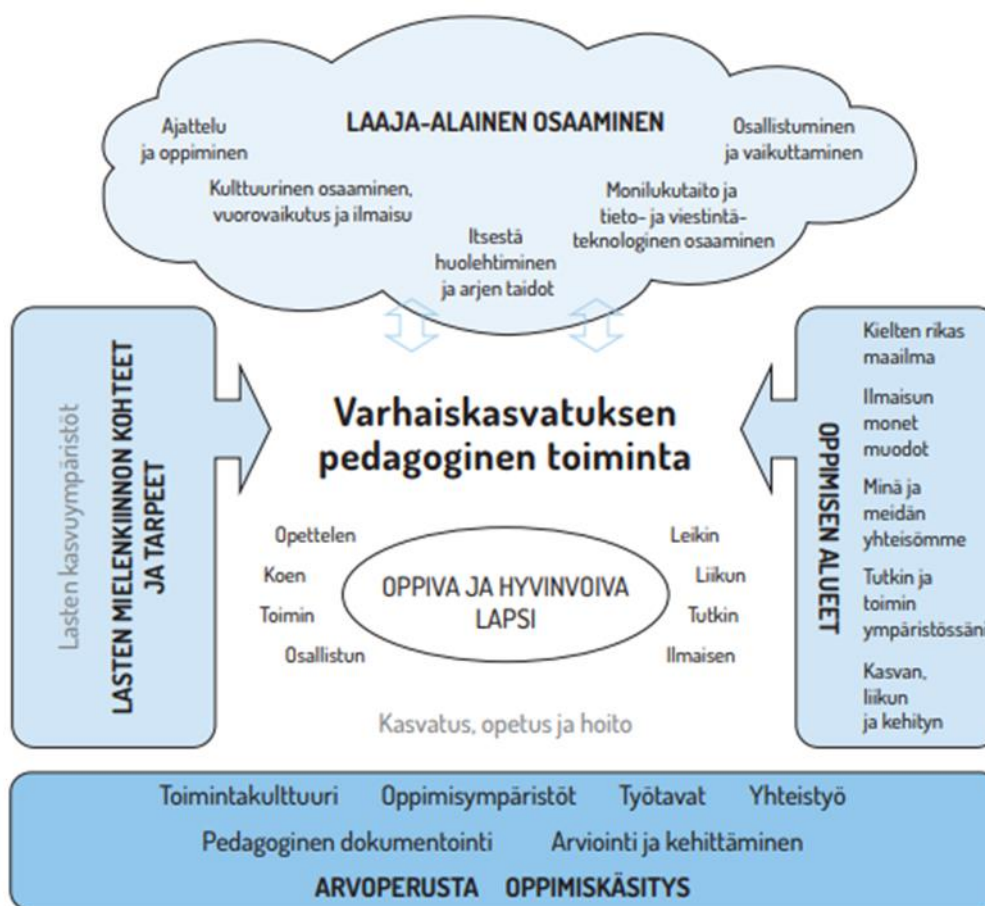 LAAJA-ALAINEN OSAAMINEN
Ajattelu
ja oppiminen
Kulttuurinen osaaminen,
vuorovaikutus ja ilmaisu
Itsestä
huolehtiminen
ja arjen taidot
Monilukutaito ja
tieto- ja viestintä-
teknologinen osaaminen
Osallistuminen
ja vaikuttaminen
Lasten kasvuympäristöt
LASTEN MIELENKIINNON KOHTEET
JA TARPEET
Varhaiskasvatuksen
pedagoginen toiminta
Opettelen
Koen
Toimin
Osallistun
OPPIVA JA HYVINVOIVA
LAPSI
Leikin
Liikun
Tutkin
Ilmaisen
Kasvatus, opetus ja hoito
OPPIMISEN ALUEET
Kielten rikas
maailma
Ilmaisun
monet
muodot
Minä ja
meidän
yhteisömme
Tutkin ja
toimin
ympäristössäni
Kasvan,
liikun
ja kehityn
Toimintakulttuuri Oppimisympäristöt Työtavat Yhteistyö
Pedagoginen dokumentointi Arviointi ja kehittäminen
ARVOPERUSTA OPPIMISKÄSITYS